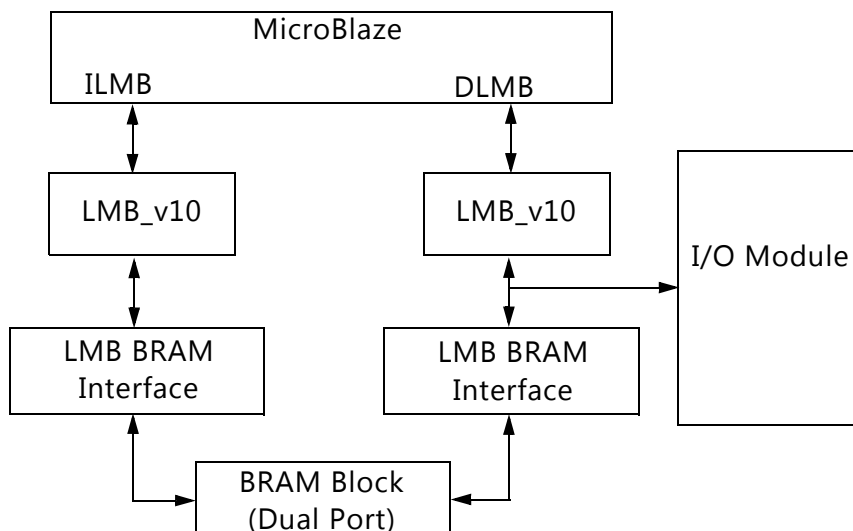 MicroBlaze
ILMB
DLMB
LMB_v10
LMB_v10
I/O Module
LMB BRAM
Interface
LMB BRAM
Interface
BRAM Block
(Dual Port)